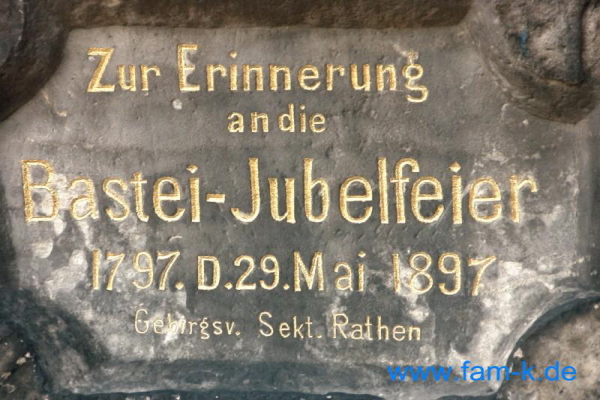 Zur Erinnerung
an die
Bastei-Jubelfeier
1797. D. 29. Mai 1897
Gebirgsv. Sekt. Rathen
www.fam-k.de